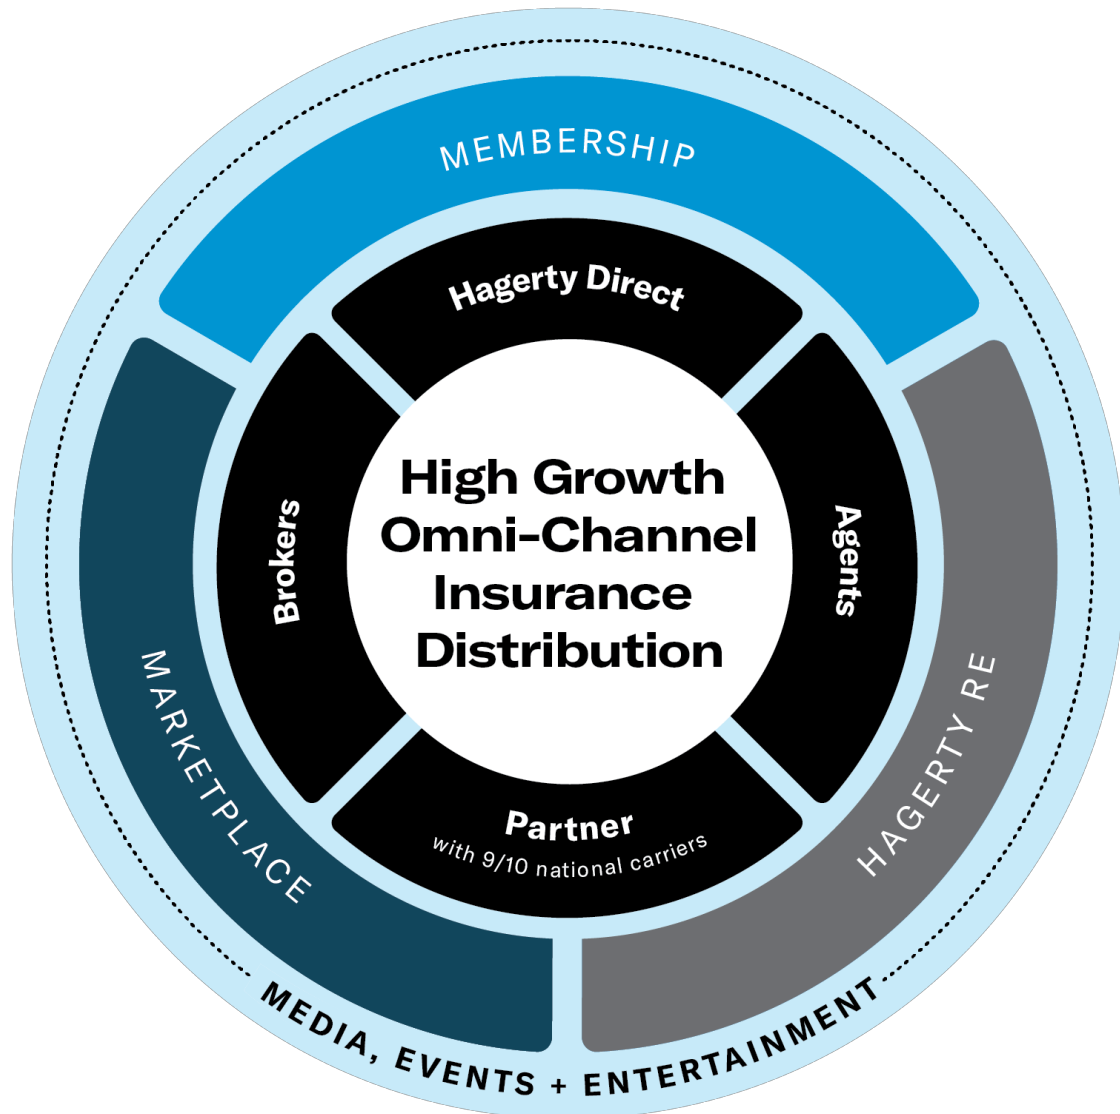 MEMBERSHIP
Hagerty Direct
High Growth
Omni-Channel
Insurance
Distribution
Brokers
Agents
Partner
with 9/10 national carriers
MARKETPLACE
HAGERTY RE
MEDIA, EVENTS + ENTERTAINMENT